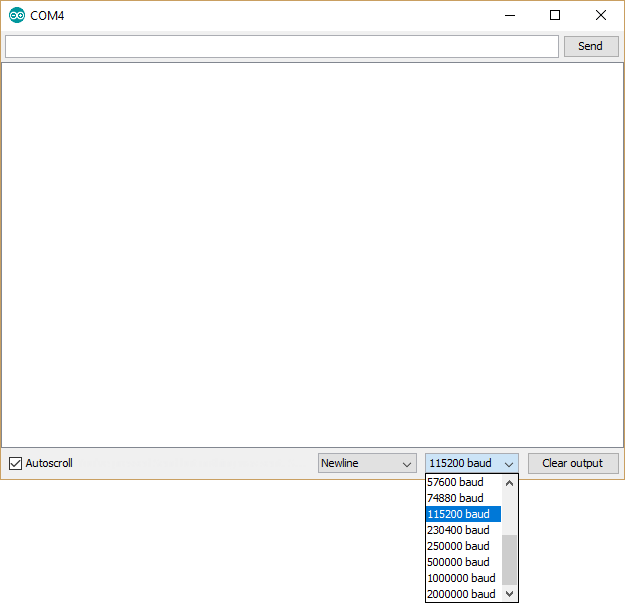 COM4
Send
Autoscroll
Newline
115200 baud
Clear output
57600 baud
74880 baud
115200 baud
230400 baud
250000 baud
500000 baud
1000000 baud
2000000 baud